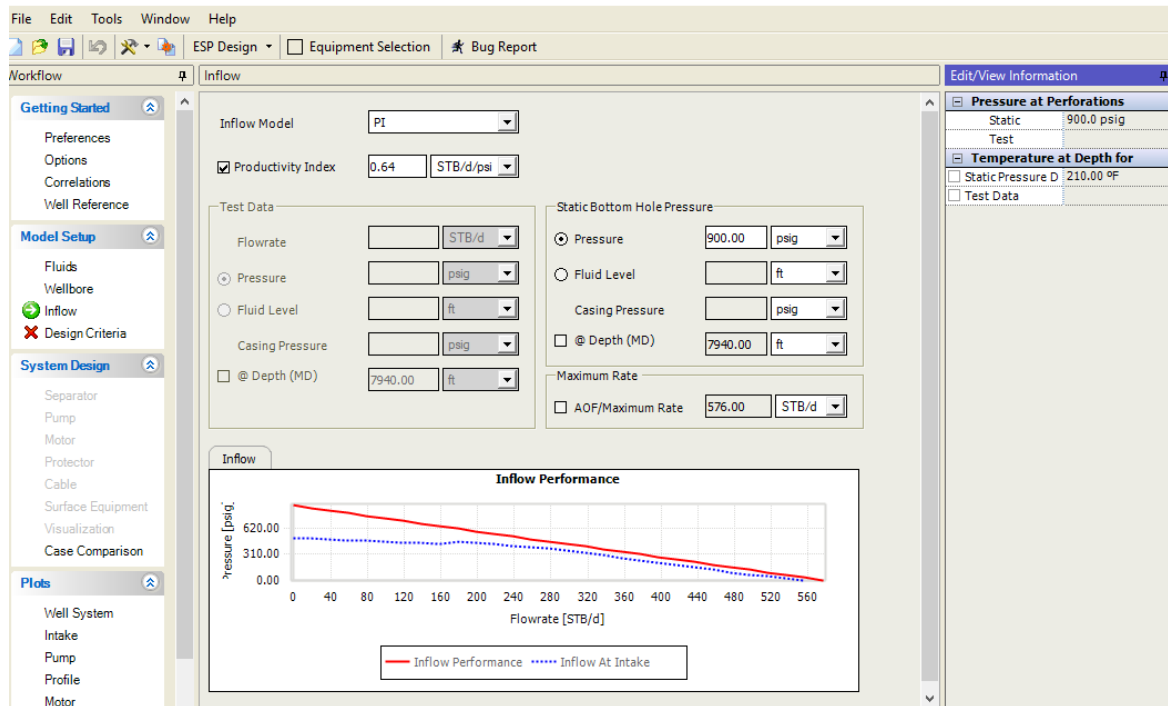 File Edit Tools Window Help
ESP Design Equipment Selection Bug Report
Workflow
Inflow
Edit/View Information
Getting Started
Preferences
Options
Correlations
Well Reference
Model Setup
Fluids
Wellbore
Inflow
Design Criteria
System Design
Separator
Pump
Motor
Protector
Cable
Surface Equipment
Visualization
Case Comparison
Plots
Well System
Intake
Pump
Profile
Motor
Inflow Model PI
Productivity Index 0.64 STB/d/psi
Test Data
Flowrate STB/d
Pressure psig
Fluid Level ft
Casing Pressure psig
@ Depth (MD) 7940.00 ft
Static Bottom Hole Pressure
Pressure 900.00 psig
Fluid Level ft
Casing Pressure psig
@ Depth (MD) 7940.00 ft
Maximum Rate
AOF/Maximum Rate 576.00 STB/d
Inflow
Inflow Performance
Pressure [psig]
620.00
310.00
0.00
0 40 80 120 160 200 240 280 320 360 400 440 480 520 560
Flowrate [STB/d]
Inflow Performance Inflow At Intake
Pressure at Perforations
Static 900.0 psig
Test
Temperature at Depth for
Static Pressure D 210.00 ºF
Test Data